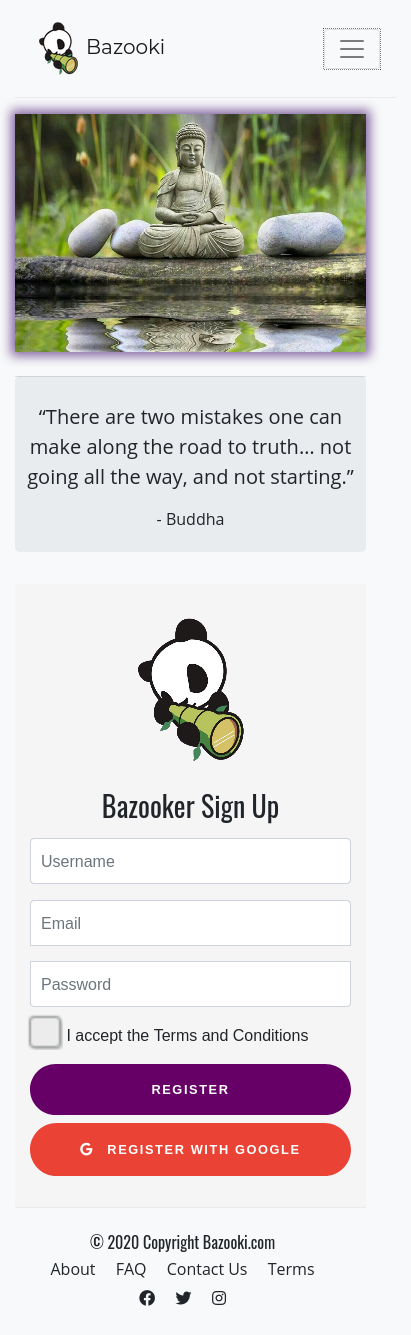 Bazooki
“There are two mistakes one can
make along the road to truth... not
going all the way, and not starting.”
- Buddha
Bazooker Sign Up
Username
Email
Password
I accept the Terms and Conditions
REGISTER
REGISTER WITH GOOGLE
© 2020 Copyright Bazooki.com
About FAQ Contact Us Terms